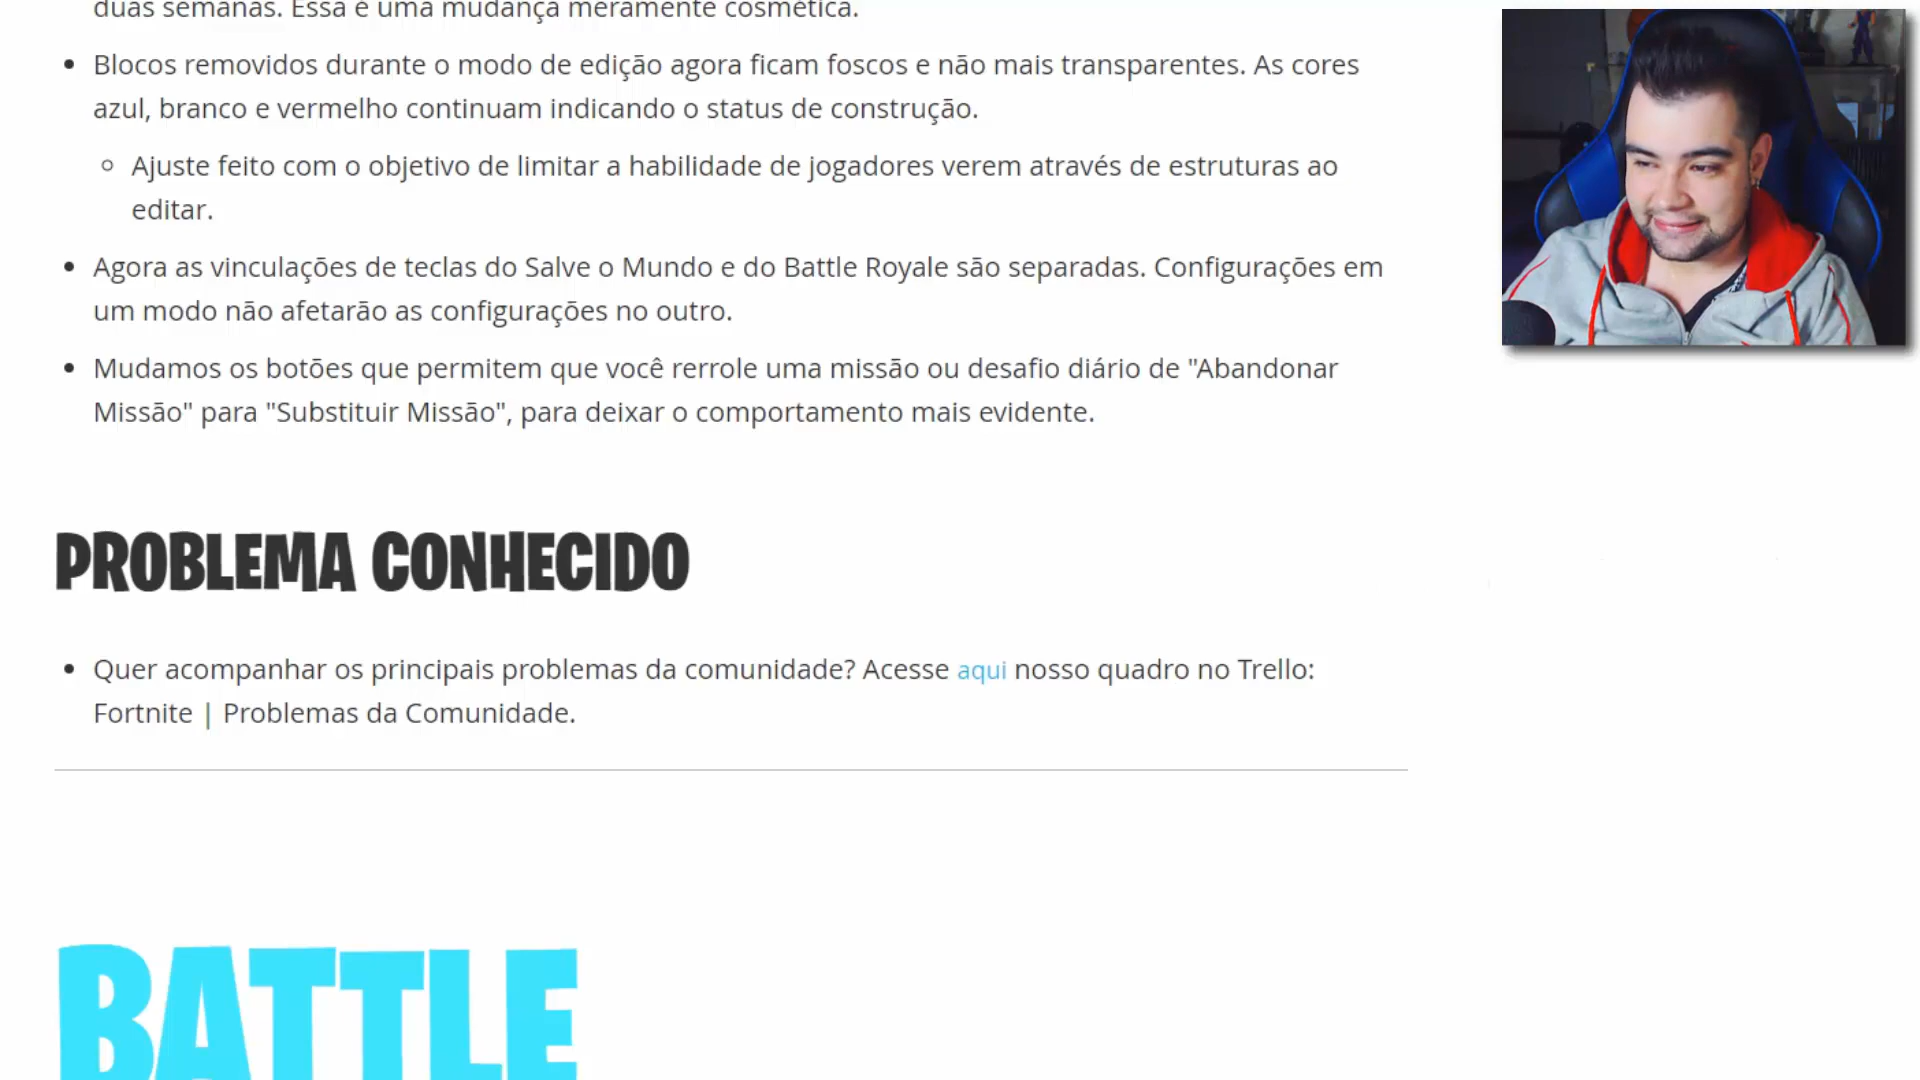 duas semanas. Essa é uma mudança meramente cosmética.
Blocos removidos durante o modo de edição agora ficam foscos e não mais transparentes. As cores
azul, branco e vermelho continuam indicando o status de construção.
Ajuste feito com o objetivo de limitar a habilidade de jogadores verem através de estruturas ao
editar.
Agora as vinculações de teclas do Salve o Mundo e do Battle Royale são separadas. Configurações em
um modo não afetarão as configurações no outro.
Mudamos os botões que permitem que você rerrole uma missão ou desafio diário de "Abandonar
Missão" para "Substituir Missão", para deixar o comportamento mais evidente.
PROBLEMA CONHECIDO
Quer acompanhar os principais problemas da comunidade? Acesse aqui nosso quadro no Trello:
Fortnite | Problemas da Comunidade.
BATTLE